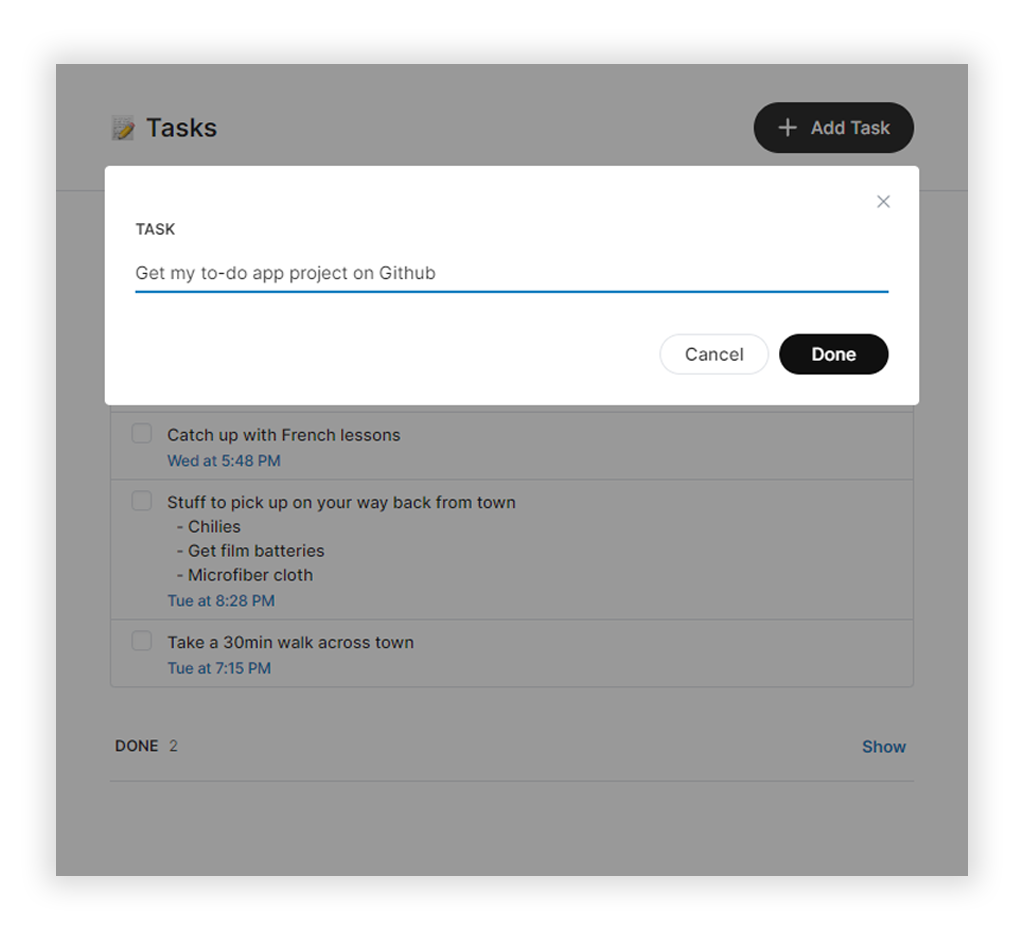 Tasks
+ Add Task
TASK
Get my to-do app project on Github
Cancel
Done
Catch up with French lessons
Wed at 5:48 PM
Stuff to pick up on your way back from town
- Chilies
- Get film batteries
- Microfiber cloth
Tue at 8:28 PM
Take a 30min walk across town
Tue at 7:15 PM
DONE 2
Show